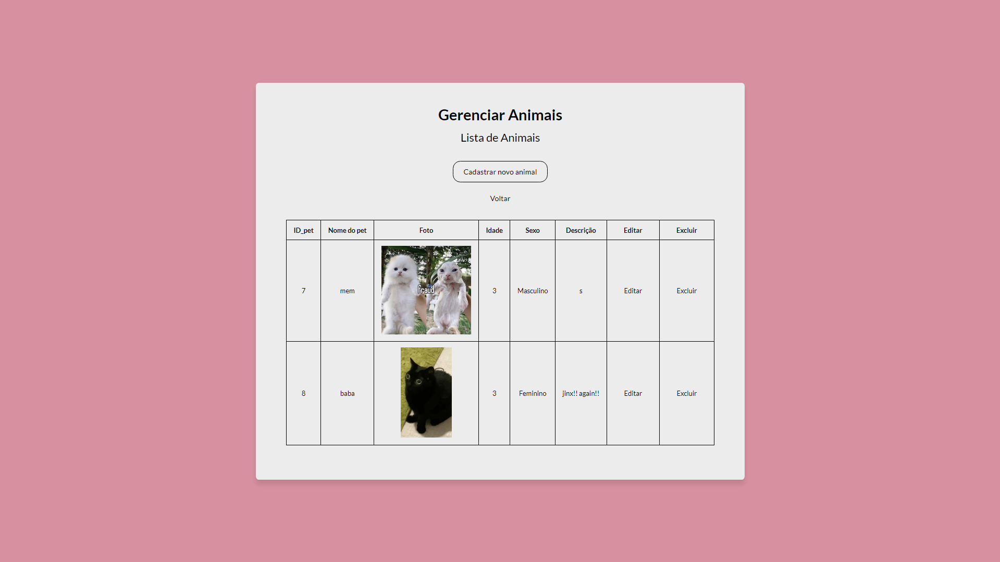 Gerenciar Animais
Lista de Animais
Cadastrar novo animal
Voltar
ID_pet Nome do pet Foto Idade Sexo Descrição Editar Excluir
7 mem fraud 3 Masculino s Editar Excluir
8 baba 3 Feminino jinx!! again!! Editar Excluir